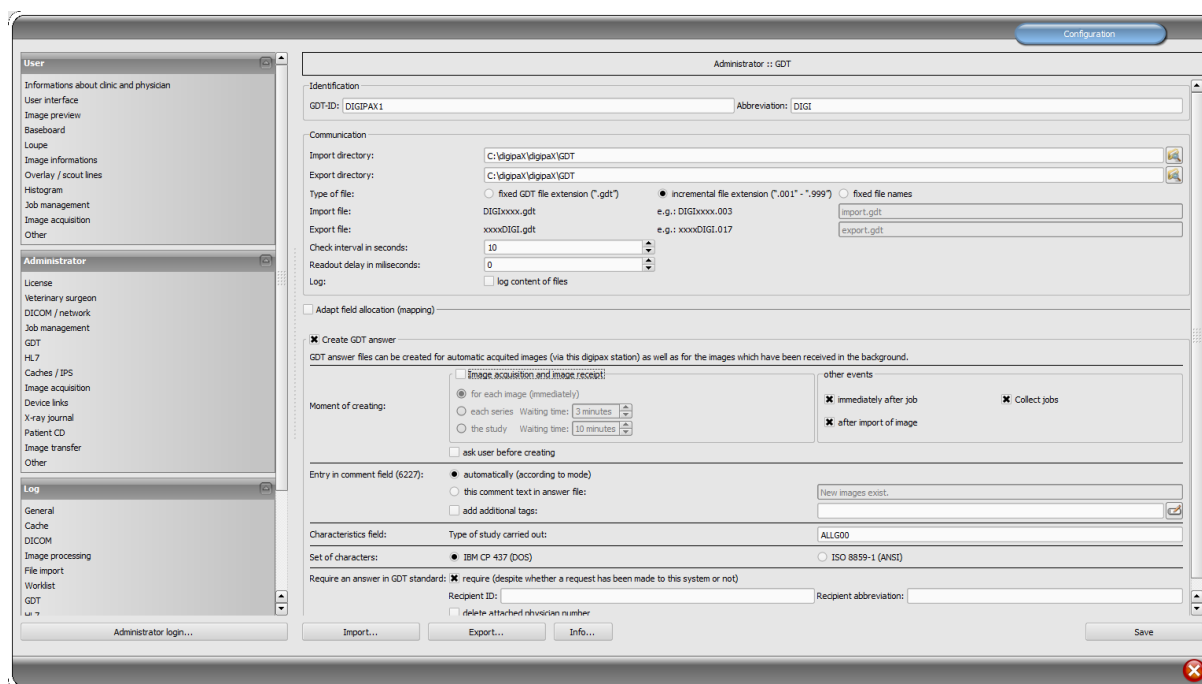 Configuration
User
Informations about clinic and physician
User interface
Image preview
Baseboard
Loupe
Image informations
Overlay / scout lines
Histogram
Job management
Image acquisition
Other
Administrator
License
Veterinary surgeon
DICOM / network
Job management
GDT
HL7
Caches / IPS
Image acquisition
Device links
X-ray journal
Patient CD
Image transfer
Other
Log
General
Cache
DICOM
Image processing
File import
Worklist
GDT
HL7
Administrator login...
Administrator :: GDT
Identification
GDT-ID: DIGIPAX1 Abbreviation: DIGI
Communication
Import directory: C:\digipaX\digipaX\GDT
Export directory: C:\digipaX\digipaX\GDT
Type of file: fixed GDT file extension (".gdt") incremental file extension (".001" - ".999") fixed file names
Import file: DIGIxxxx.gdt e.g.: DIGIxxxx.003 import.gdt
Export file: xxxxDIGI.gdt e.g.: xxxxDIGI.017 export.gdt
Check interval in seconds: 10
Readout delay in miliseconds: 0
Log: log content of files
Adapt field allocation (mapping)
Create GDT answer
GDT answer files can be created for automatic acquited images (via this digipax station) as well as for the images which have been received in the background.
Image acquisition and image receipt other events
for each image (immediately) immediately after job Collect jobs
Moment of creating: each series Waiting time: 3 minutes
the study Waiting time: 10 minutes after import of image
ask user before creating
Entry in comment field (6227): automatically (according to mode)
this comment text in answer file: New images exist.
add additional tags:
Characteristics field: Type of study carried out: ALLG00
Set of characters: IBM CP 437 (DOS) ISO 8859-1 (ANSI)
Require an answer in GDT standard: require (despite whether a request has been made to this system or not)
Recipient ID: Recipient abbreviation:
delete attached physician number
Import... Export... Info... Save